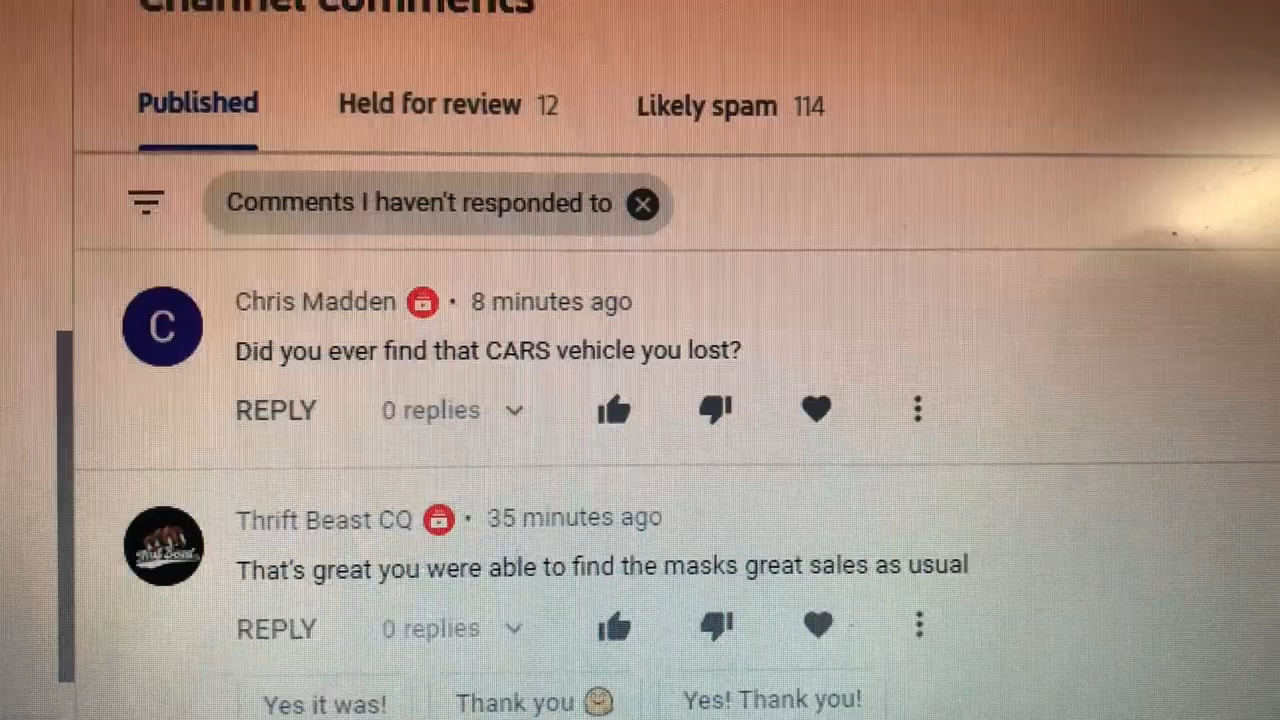 Channel comments
Published Held for review 12 Likely spam 114
Comments I haven't responded to
C
Chris Madden • 8 minutes ago
Did you ever find that CARS vehicle you lost?
REPLY 0 replies
Thrift Beast CQ • 35 minutes ago
That's great you were able to find the masks great sales as usual
REPLY 0 replies
Yes it was! Thank you Yes! Thank you!